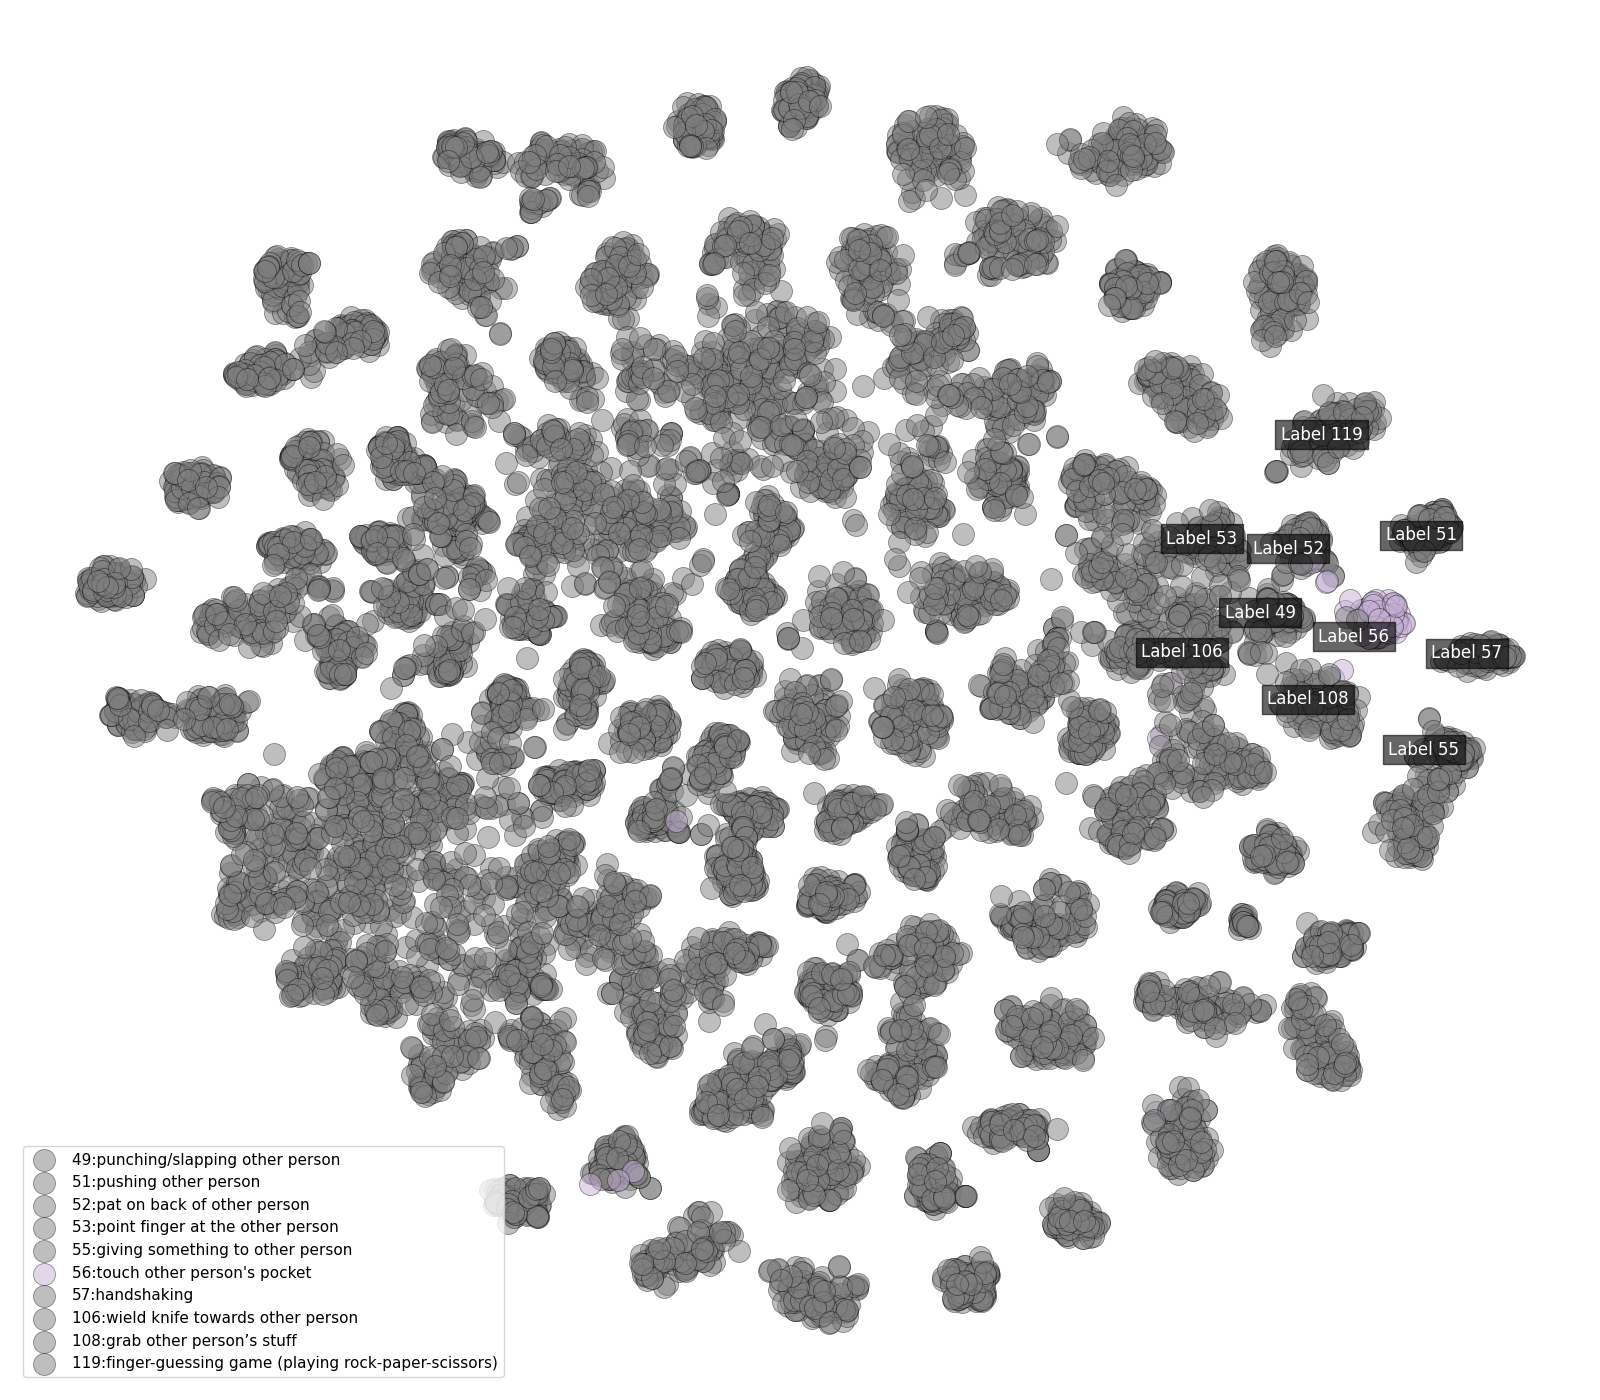 Label 119
Label 51
Label 53
Label 52
Label 49
Label 56
Label 106
Label 57
Label 108
Label 55
49:punching/slapping other person
51:pushing other person
52:pat on back of other person
53:point finger at the other person
55:giving something to other person
56:touch other person's pocket
57:handshaking
106:wield knife towards other person
108:grab other person’s stuff
119:finger-guessing game (playing rock-paper-scissors)